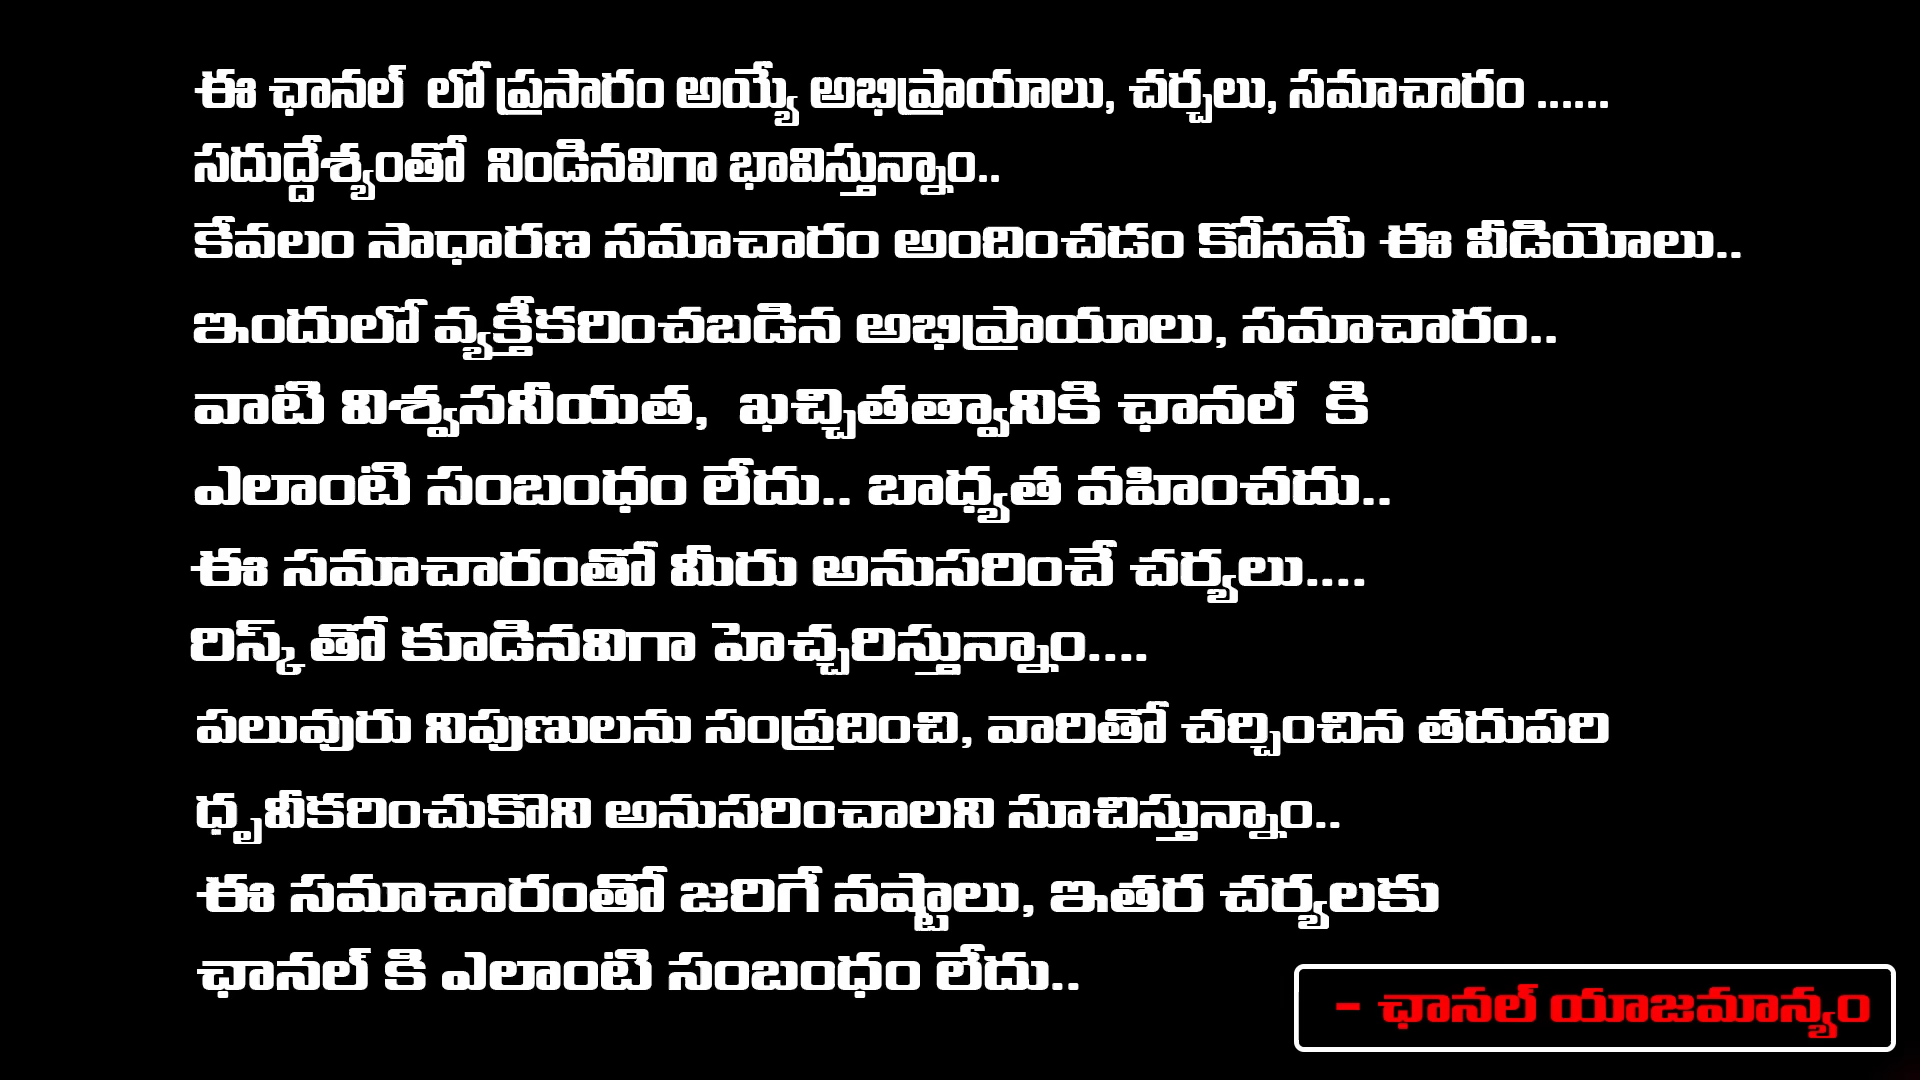 ఈ ఛానల్ లో ప్రసారం అయ్యే అభిప్రాయాలు, చర్చలు, సమాచారం ......
సదుద్దేశ్యంతో నిండినవిగా భావిస్తున్నాం..
కేవలం సాధారణ సమాచారం అందించడం కోసమే ఈ వీడియోలు..
ఇందులో వ్యక్తీకరించబడిన అభిప్రాయాలు, సమాచారం..
వాటి విశ్వసనీయత, ఖచ్చితత్వానికి ఛానల్ కి
ఎలాంటి సంబంధం లేదు.. బాధ్యత వహించదు..
ఈ సమాచారంతో మీరు అనుసరించే చర్యలు....
రిస్క్ తో కూడినవిగా హెచ్చరిస్తున్నాం....
పలువురు నిపుణులను సంప్రదించి, వారితో చర్చించిన తదుపరి
ధృవీకరించుకొని అనుసరించాలని సూచిస్తున్నాం..
ఈ సమాచారంతో జరిగే నష్టాలు, ఇతర చర్యలకు
ఛానల్ కి ఎలాంటి సంబంధం లేదు..
- ఛానల్ యాజమాన్యం